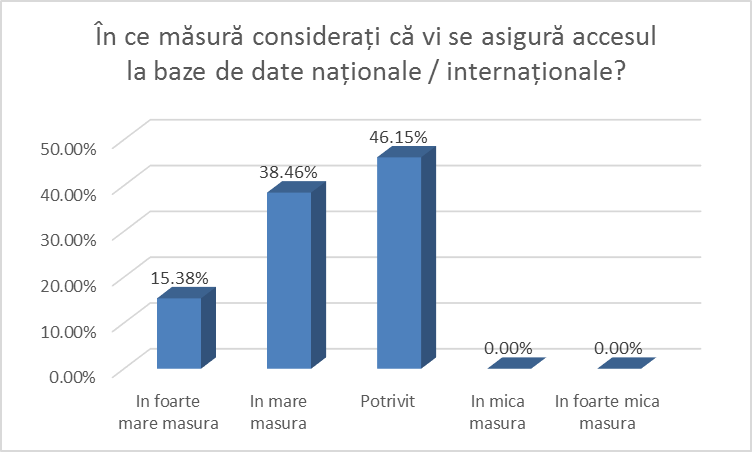 În ce măsură considerați că vi se asigură accesul
la baze de date naționale / internaționale?
50.00%
40.00%
30.00%
20.00%
10.00%
0.00%
15.38%
38.46%
46.15%
0.00%
0.00%
In foarte
mare masura
In mare
masura
Potrivit
In mica
masura
In foarte mica
masura